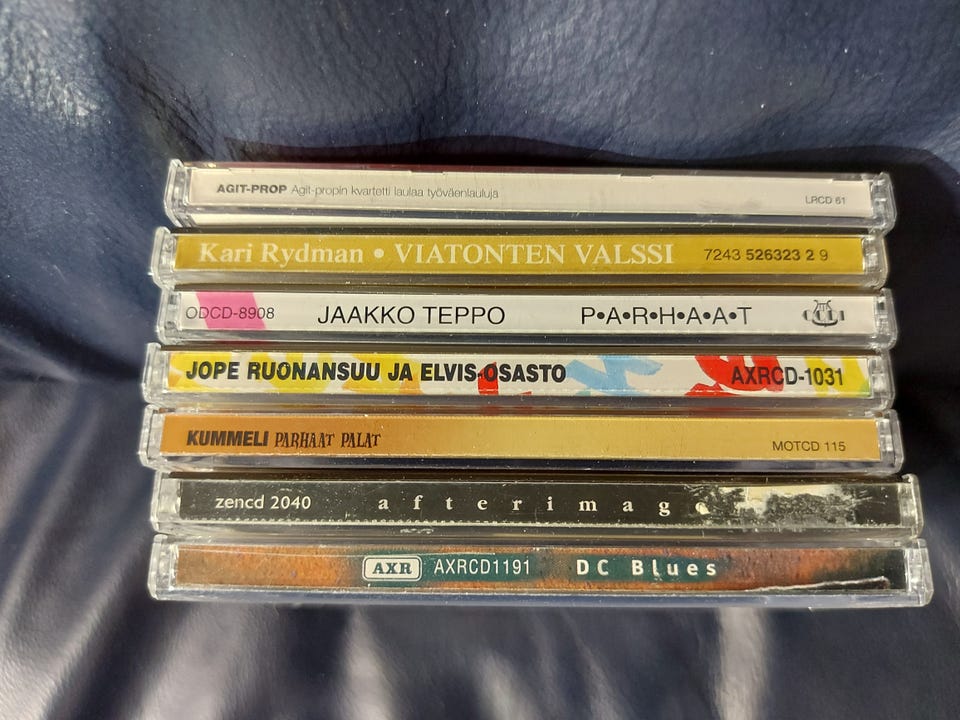 AGIT-PROP Agit-propin kvartetti laulaa työväenlauluja LRCD 61
Kari Rydman • VIATONTEN VALSSI 7243 526323 2 9
ODCD-8908 JAAKKO TEPPO P•A•R•H•A•A•T
JOPE RUONANSUU JA ELVIS-OSASTO AXRCD-1031
KUMMELI PARHAAT PALAT MOTCD 115
zencd 2040 afterimage
AXR AXRCD1191 DC Blues